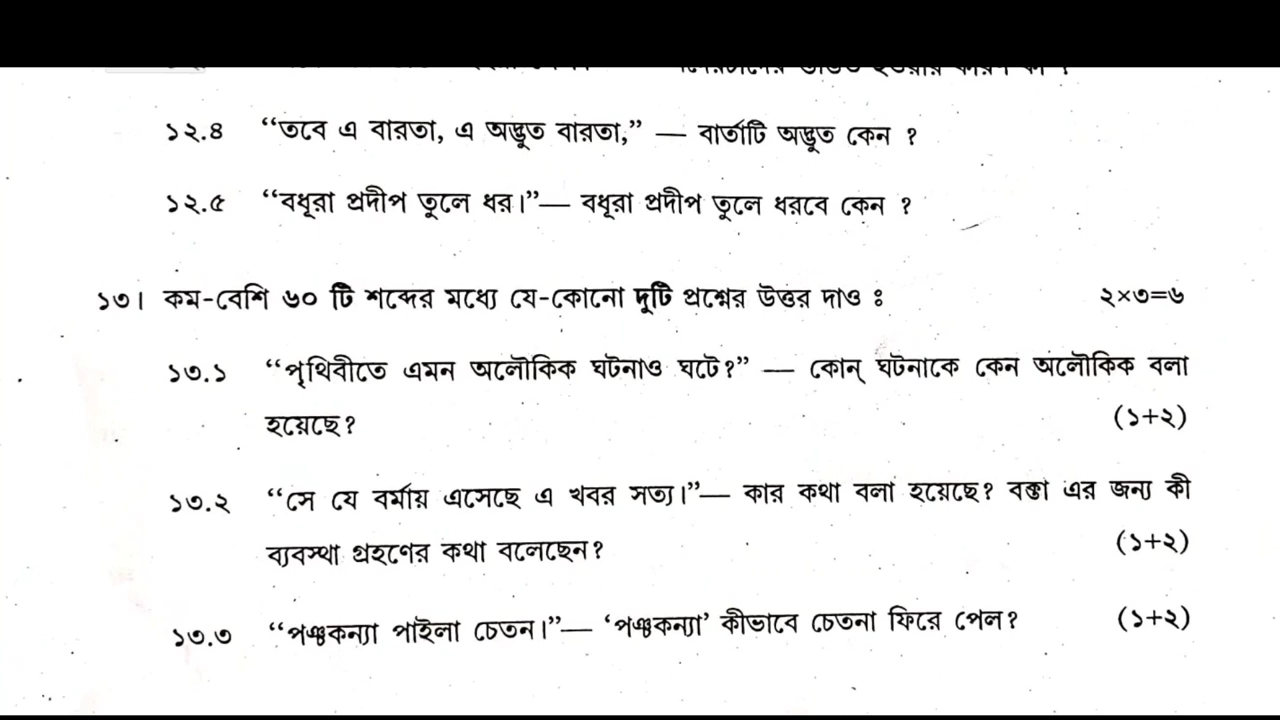 ১২.৪ “তবে এ বারতা, এ অদ্ভুত বারতা,” — বার্তাটি অদ্ভুত কেন ?
১২.৫ “বধূরা প্রদীপ তুলে ধর।”— বধূরা প্রদীপ তুলে ধরবে কেন ?
১৩। কম-বেশি ৬০ টি শব্দের মধ্যে যে-কোনো দুটি প্রশ্নের উত্তর দাও ঃ ২×৩=৬
১৩.১ “পৃথিবীতে এমন অলৌকিক ঘটনাও ঘটে?” — কোন্ ঘটনাকে কেন অলৌকিক বলা
হয়েছে? (১+২)
১৩.২ “সে যে বর্মায় এসেছে এ খবর সত্য।”— কার কথা বলা হয়েছে? বক্তা এর জন্য কী
ব্যবস্থা গ্রহণের কথা বলেছেন? (১+২)
১৩.৩ “পঞ্চকন্যা পাইলা চেতন।”— ‘পঞ্চকন্যা’ কীভাবে চেতনা ফিরে পেল? (১+২)